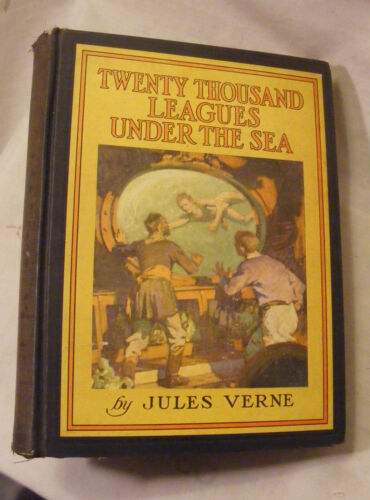 TWENTY THOUSAND
LEAGUES
UNDER THE SEA
by JULES VERNE